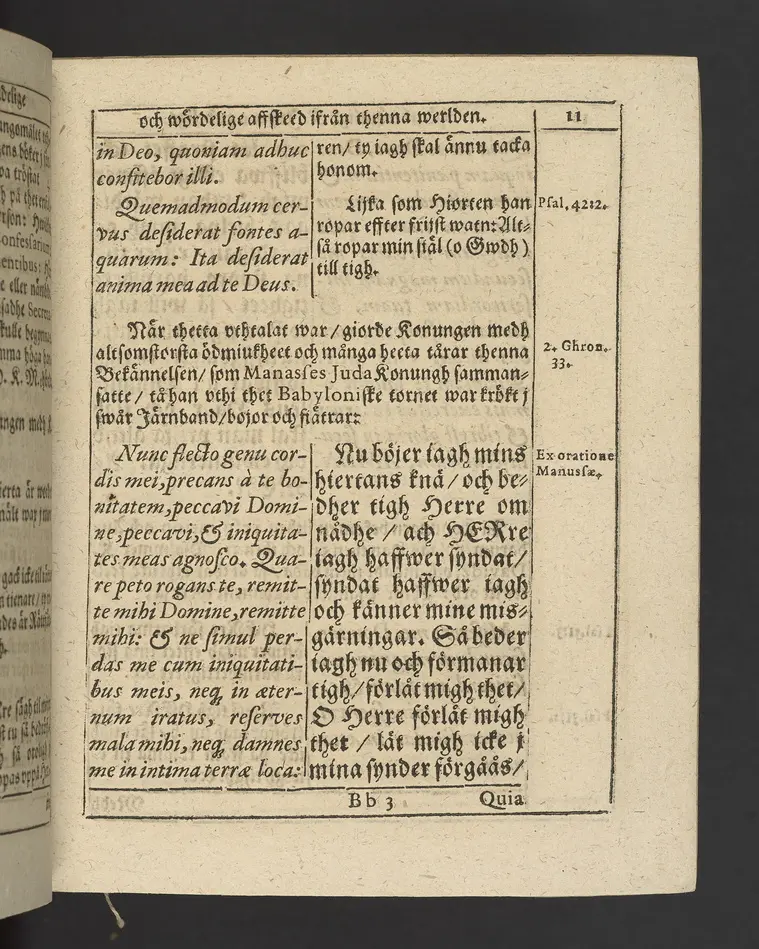 och wördelige affskeed ifrån thenna werlden.
11
in Deo, quoniam adhuc
confitebor illi.
Quemadmodum cer-
vus desiderat fontes a-
quarum: Ita desiderat
anima mea ad te Deus.
ren/ ty iagh skal ännu tacka
honom.
Lijka som Hiorten han
ropar effter frijst watn: Alt-
så ropar min siäl (o Gwdh)
till tigh.
Psal. 42:2.
När thetta vthtalat war/ giorde Konungen medh
altsomstorsta ödmiukheet och många heeta tårar thenna
Bekännelsen/ som Manasses Juda Konungh samman-
satte/ tå han vthi thet Babyloniske tornet war krökt j
swår Järnband/ bojor och fiätrar:
2. Ghron.
33.
Nunc flecto genu cor-
dis mei, precans à te bo-
nitatem, peccavi Domi-
ne, peccavi, & iniquita-
tes meas agnosco. Qua-
re peto rogans te, remit-
te mihi Domine, remitte
mihi: & ne simul per-
das me cum iniquitati-
bus meis, neq; in æter-
num iratus, reserves
mala mihi, neq; damnes
me in intima terræ loca:
Nu böjer iagh mins
hiertans knä/ och be-
dher tigh Herre om
nådhe/ ach HERre
iagh haffwer syndat/
syndat haffwer iagh
och känner mine mis-
gärningar. Så beder
iagh nu och förmanar
tigh/ förlåt migh thet/
O Herre förlåt migh
thet/ låt migh icke j
mina synder förgåås/
Ex oratione
Manussæ.
Bb 3
Quia